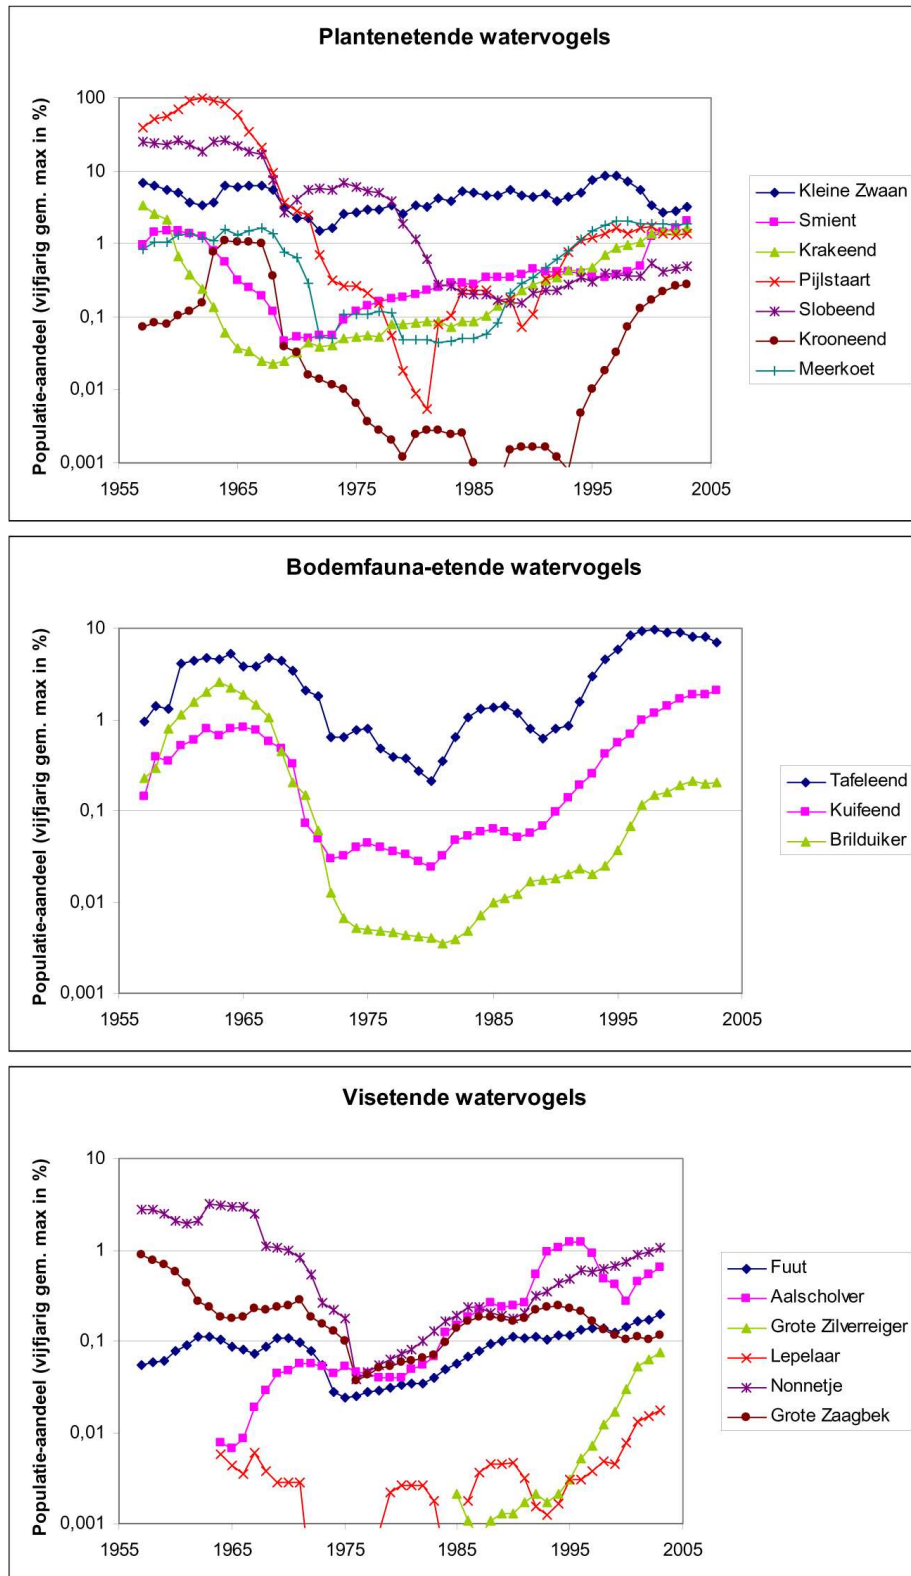 Plantenetende watervogels
Populatie-aandeel (vijfjarig gem. max in %)
100
10
1
0,1
0,01
0,001
1955
1965
1975
1985
1995
2005
Kleine Zwaan
Smient
Krakeend
Pijlstaart
Slobeend
Krooneend
Meerkoet
Bodemfauna-etende watervogels
Populatie-aandeel (vijfjarig gem. max in %)
10
1
0,1
0,01
0,001
1955
1965
1975
1985
1995
2005
Tafeleend
Kuifeend
Brilduiker
Visetende watervogels
Populatie-aandeel (vijfjarig gem. max in %)
10
1
0,1
0,01
0,001
1955
1965
1975
1985
1995
2005
Fuut
Aalscholver
Grote Zilverreiger
Lepelaar
Nonnetje
Grote Zaagbek